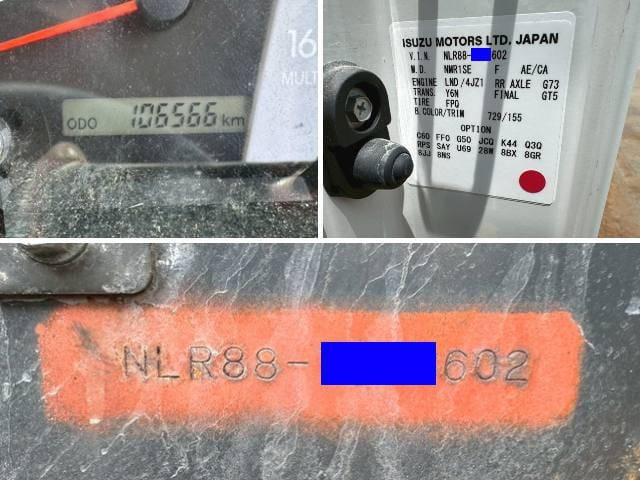 16
MULTI
ODO 106566 km
ISUZU MOTORS LTD. JAPAN
V.I.N. NLR88- 602
M.D. NMR1SE F AE/CA
ENGINE LND /4JZ1 RR AXLE G73
TRANS. Y6N FINAL GT5
TIRE FPQ
B.COLOR/TRIM 729/155
OPTION
C60 FF0 G50 JCQ K44 Q3Q
RPS SAY U69 28W 8BX 8GR
8JJ 8NS
NLR88- 602